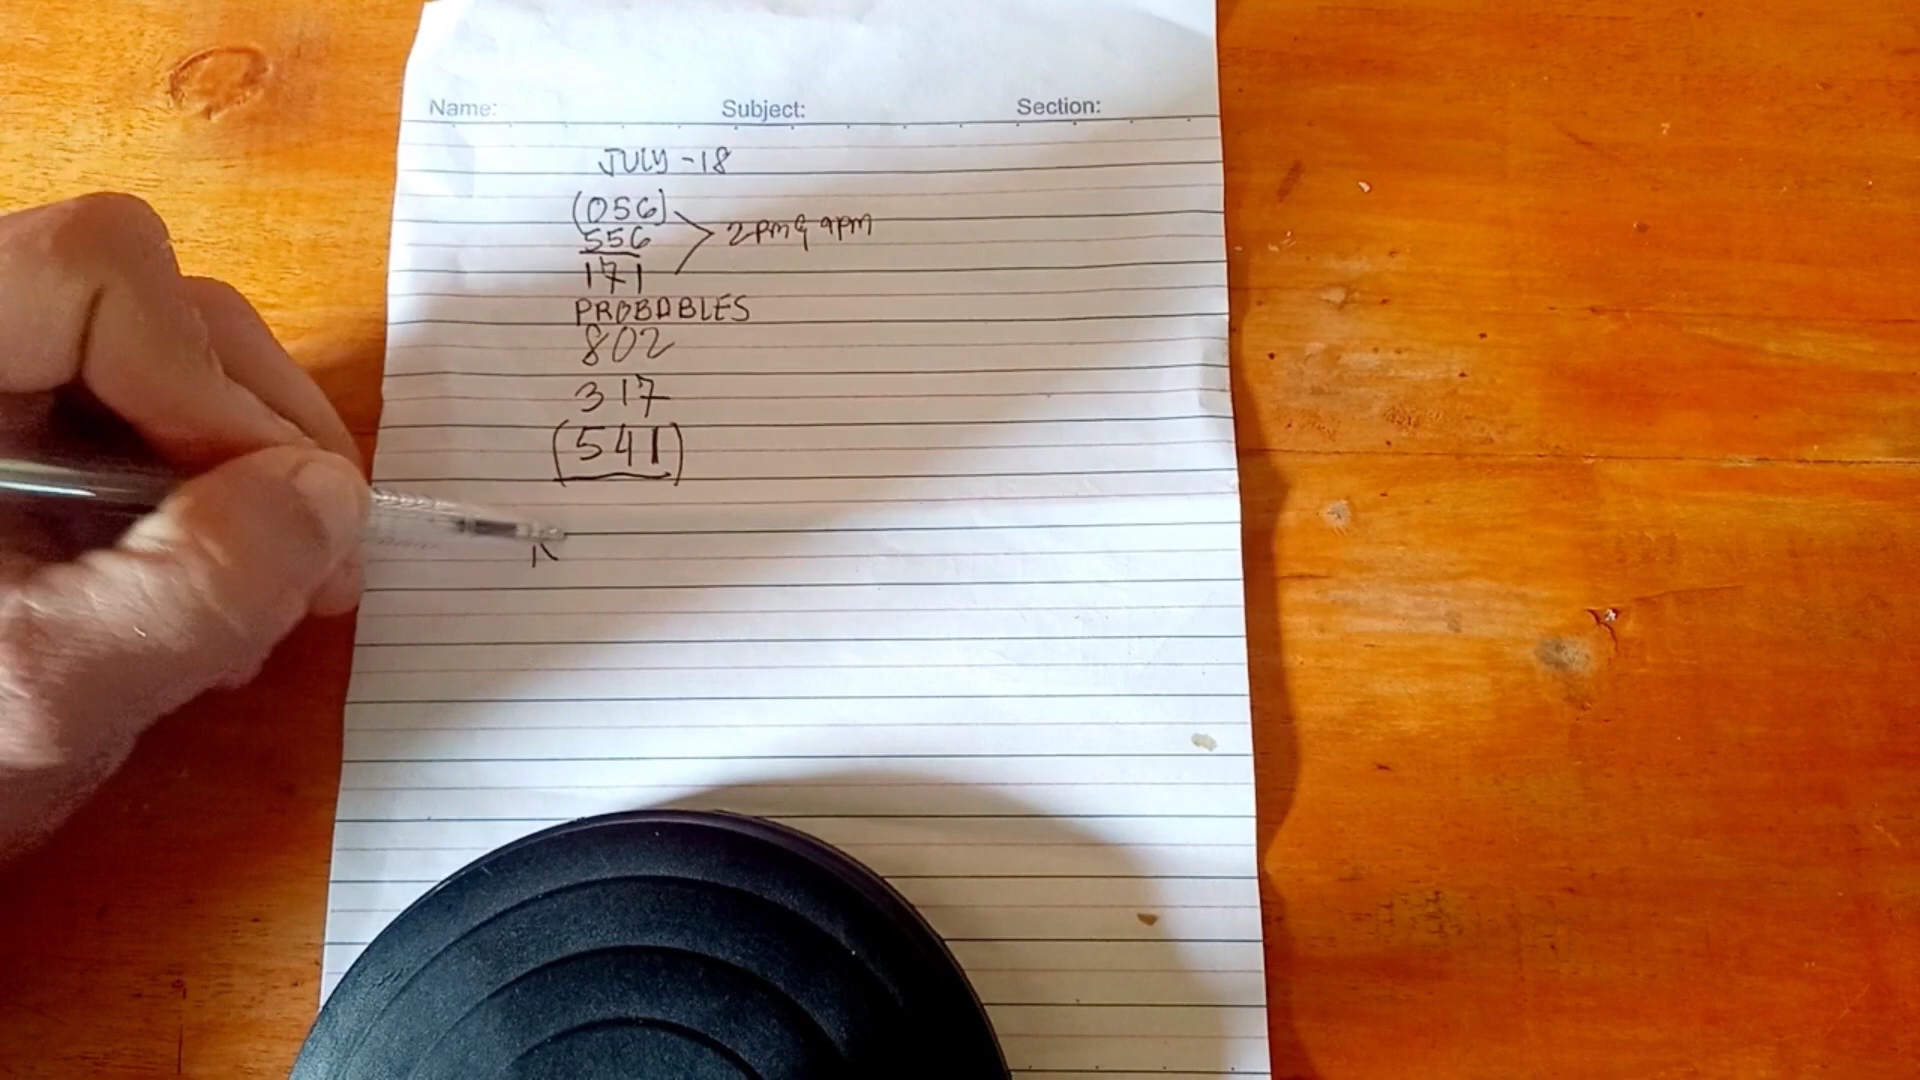 Name: Subject: Section:
JULY - 18
(056)
556 2pm & 9pm
171
PROBABLES
802
317
(541)